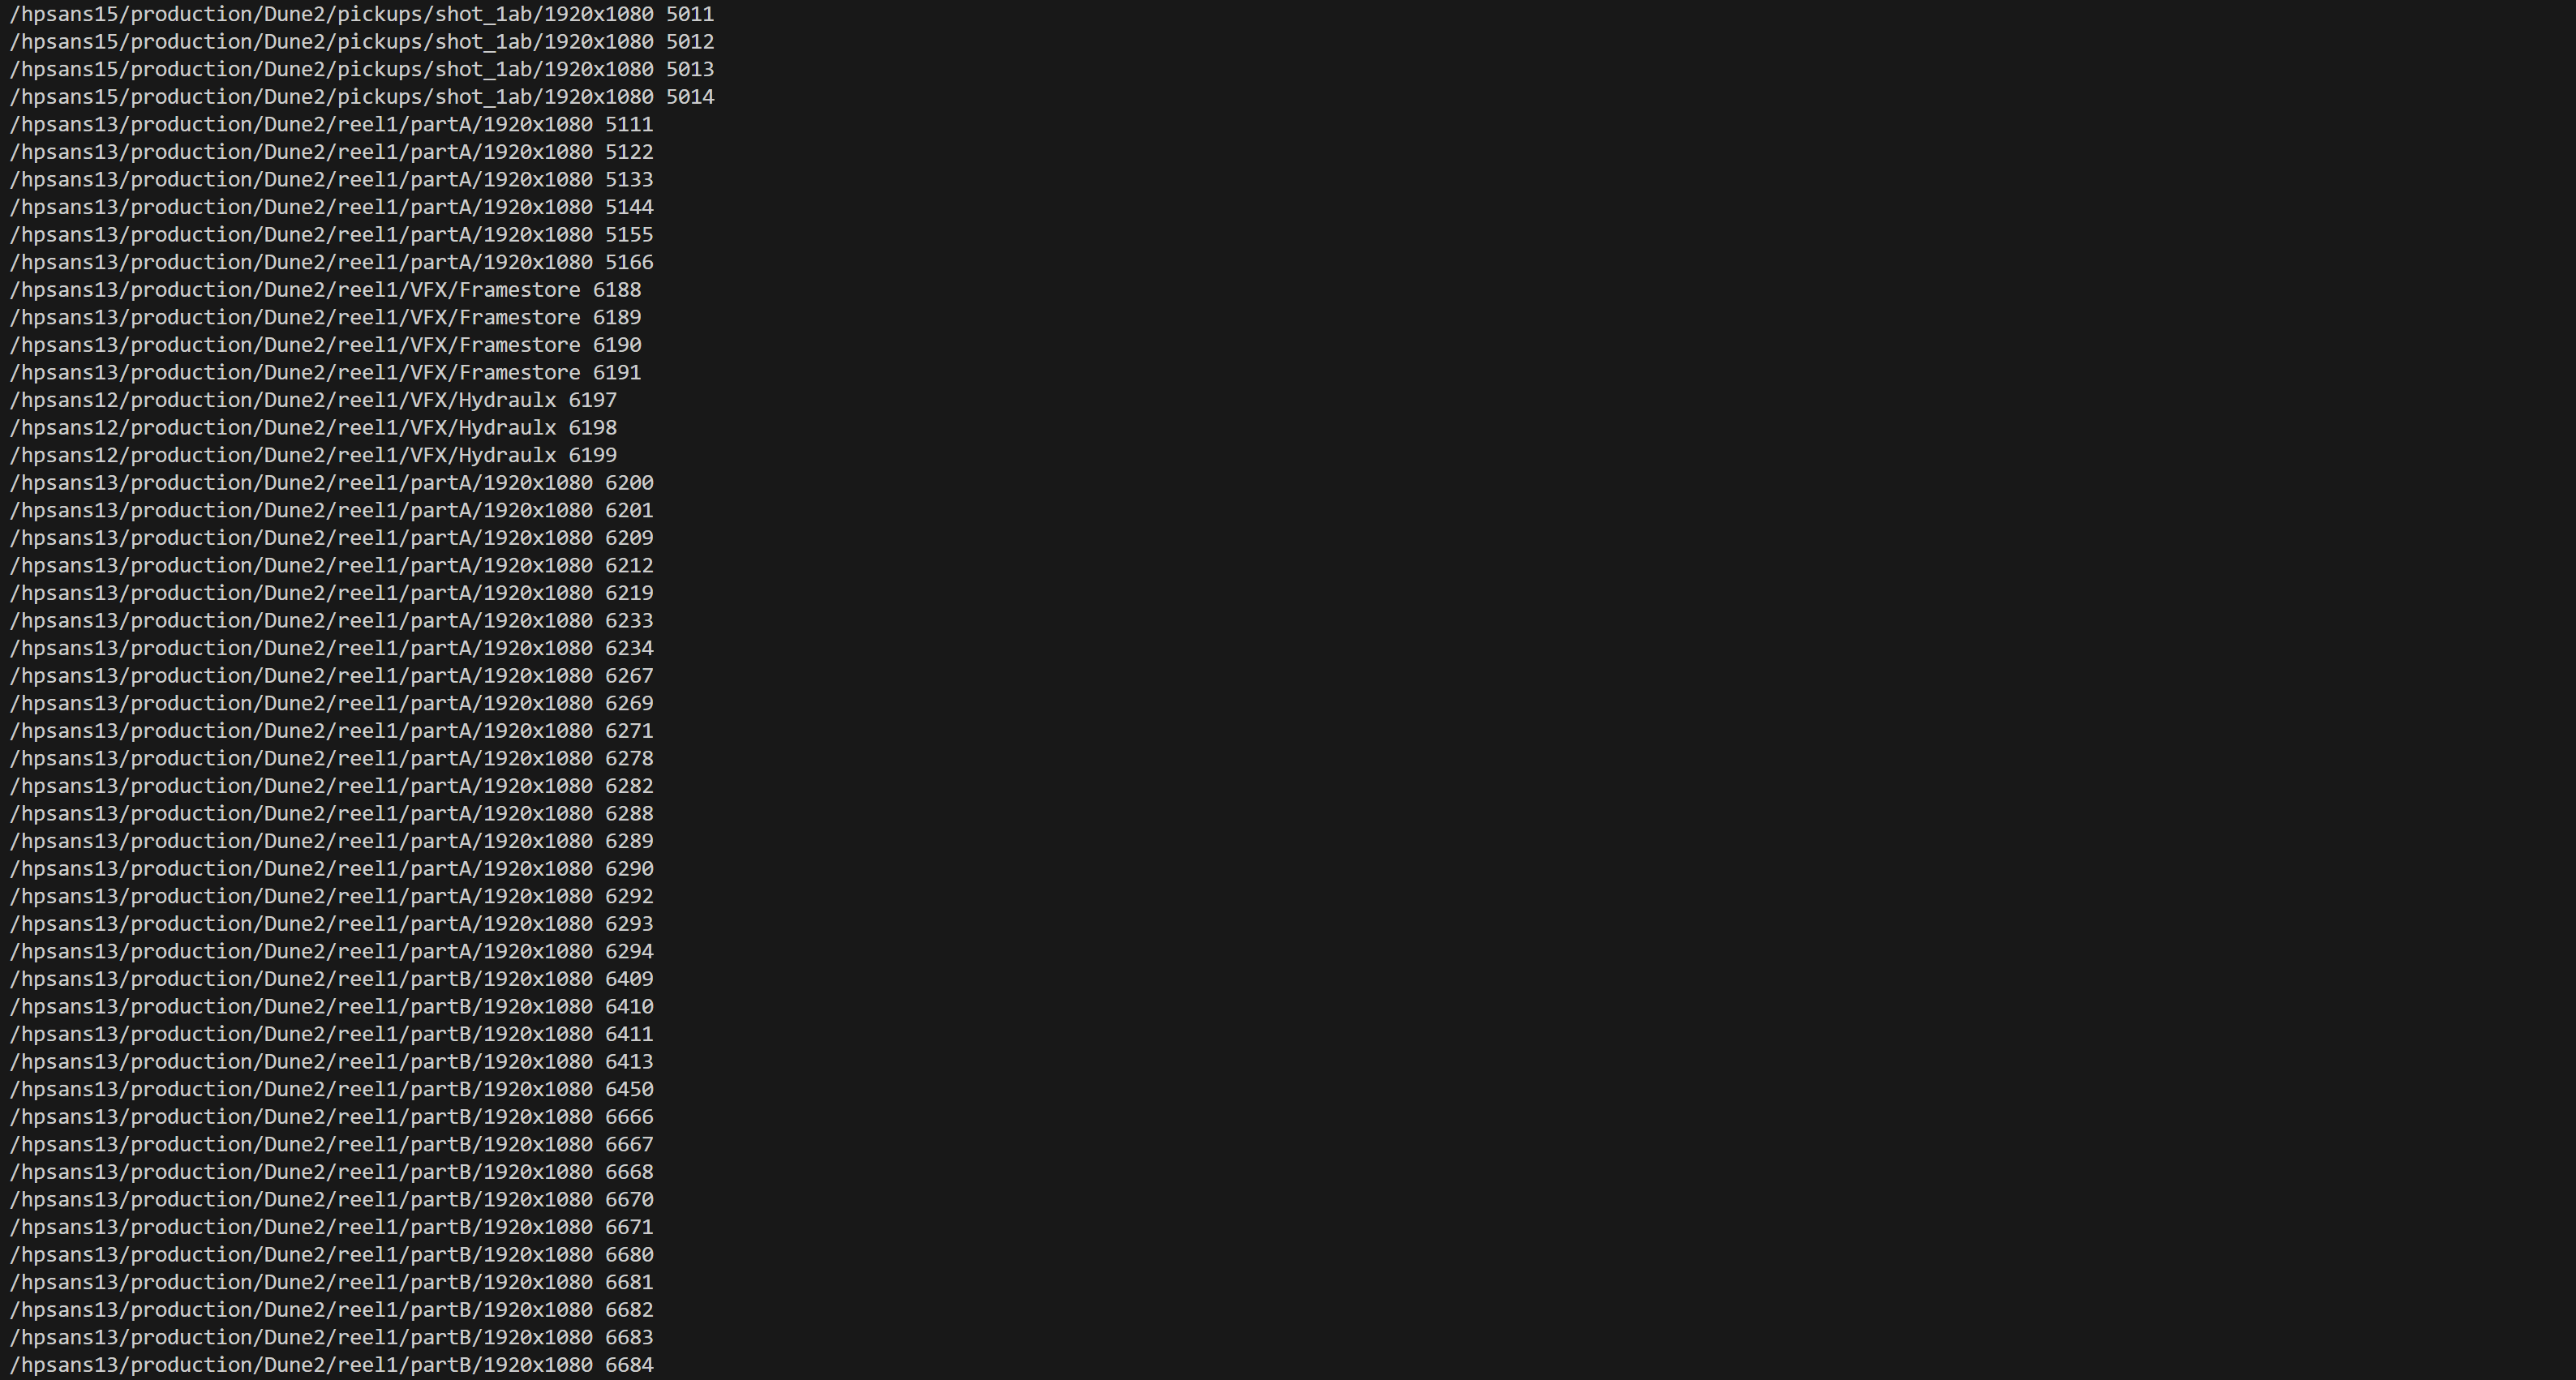 /hpsans15/production/Dune2/pickups/shot_1ab/1920x1080 5011
/hpsans15/production/Dune2/pickups/shot_1ab/1920x1080 5012
/hpsans15/production/Dune2/pickups/shot_1ab/1920x1080 5013
/hpsans15/production/Dune2/pickups/shot_1ab/1920x1080 5014
/hpsans13/production/Dune2/reel1/partA/1920x1080 5111
/hpsans13/production/Dune2/reel1/partA/1920x1080 5122
/hpsans13/production/Dune2/reel1/partA/1920x1080 5133
/hpsans13/production/Dune2/reel1/partA/1920x1080 5144
/hpsans13/production/Dune2/reel1/partA/1920x1080 5155
/hpsans13/production/Dune2/reel1/partA/1920x1080 5166
/hpsans13/production/Dune2/reel1/VFX/Framestore 6188
/hpsans13/production/Dune2/reel1/VFX/Framestore 6189
/hpsans13/production/Dune2/reel1/VFX/Framestore 6190
/hpsans13/production/Dune2/reel1/VFX/Framestore 6191
/hpsans12/production/Dune2/reel1/VFX/Hydraulx 6197
/hpsans12/production/Dune2/reel1/VFX/Hydraulx 6198
/hpsans12/production/Dune2/reel1/VFX/Hydraulx 6199
/hpsans13/production/Dune2/reel1/partA/1920x1080 6200
/hpsans13/production/Dune2/reel1/partA/1920x1080 6201
/hpsans13/production/Dune2/reel1/partA/1920x1080 6209
/hpsans13/production/Dune2/reel1/partA/1920x1080 6212
/hpsans13/production/Dune2/reel1/partA/1920x1080 6219
/hpsans13/production/Dune2/reel1/partA/1920x1080 6233
/hpsans13/production/Dune2/reel1/partA/1920x1080 6234
/hpsans13/production/Dune2/reel1/partA/1920x1080 6267
/hpsans13/production/Dune2/reel1/partA/1920x1080 6269
/hpsans13/production/Dune2/reel1/partA/1920x1080 6271
/hpsans13/production/Dune2/reel1/partA/1920x1080 6278
/hpsans13/production/Dune2/reel1/partA/1920x1080 6282
/hpsans13/production/Dune2/reel1/partA/1920x1080 6288
/hpsans13/production/Dune2/reel1/partA/1920x1080 6289
/hpsans13/production/Dune2/reel1/partA/1920x1080 6290
/hpsans13/production/Dune2/reel1/partA/1920x1080 6292
/hpsans13/production/Dune2/reel1/partA/1920x1080 6293
/hpsans13/production/Dune2/reel1/partA/1920x1080 6294
/hpsans13/production/Dune2/reel1/partB/1920x1080 6409
/hpsans13/production/Dune2/reel1/partB/1920x1080 6410
/hpsans13/production/Dune2/reel1/partB/1920x1080 6411
/hpsans13/production/Dune2/reel1/partB/1920x1080 6413
/hpsans13/production/Dune2/reel1/partB/1920x1080 6450
/hpsans13/production/Dune2/reel1/partB/1920x1080 6666
/hpsans13/production/Dune2/reel1/partB/1920x1080 6667
/hpsans13/production/Dune2/reel1/partB/1920x1080 6668
/hpsans13/production/Dune2/reel1/partB/1920x1080 6670
/hpsans13/production/Dune2/reel1/partB/1920x1080 6671
/hpsans13/production/Dune2/reel1/partB/1920x1080 6680
/hpsans13/production/Dune2/reel1/partB/1920x1080 6681
/hpsans13/production/Dune2/reel1/partB/1920x1080 6682
/hpsans13/production/Dune2/reel1/partB/1920x1080 6683
/hpsans13/production/Dune2/reel1/partB/1920x1080 6684